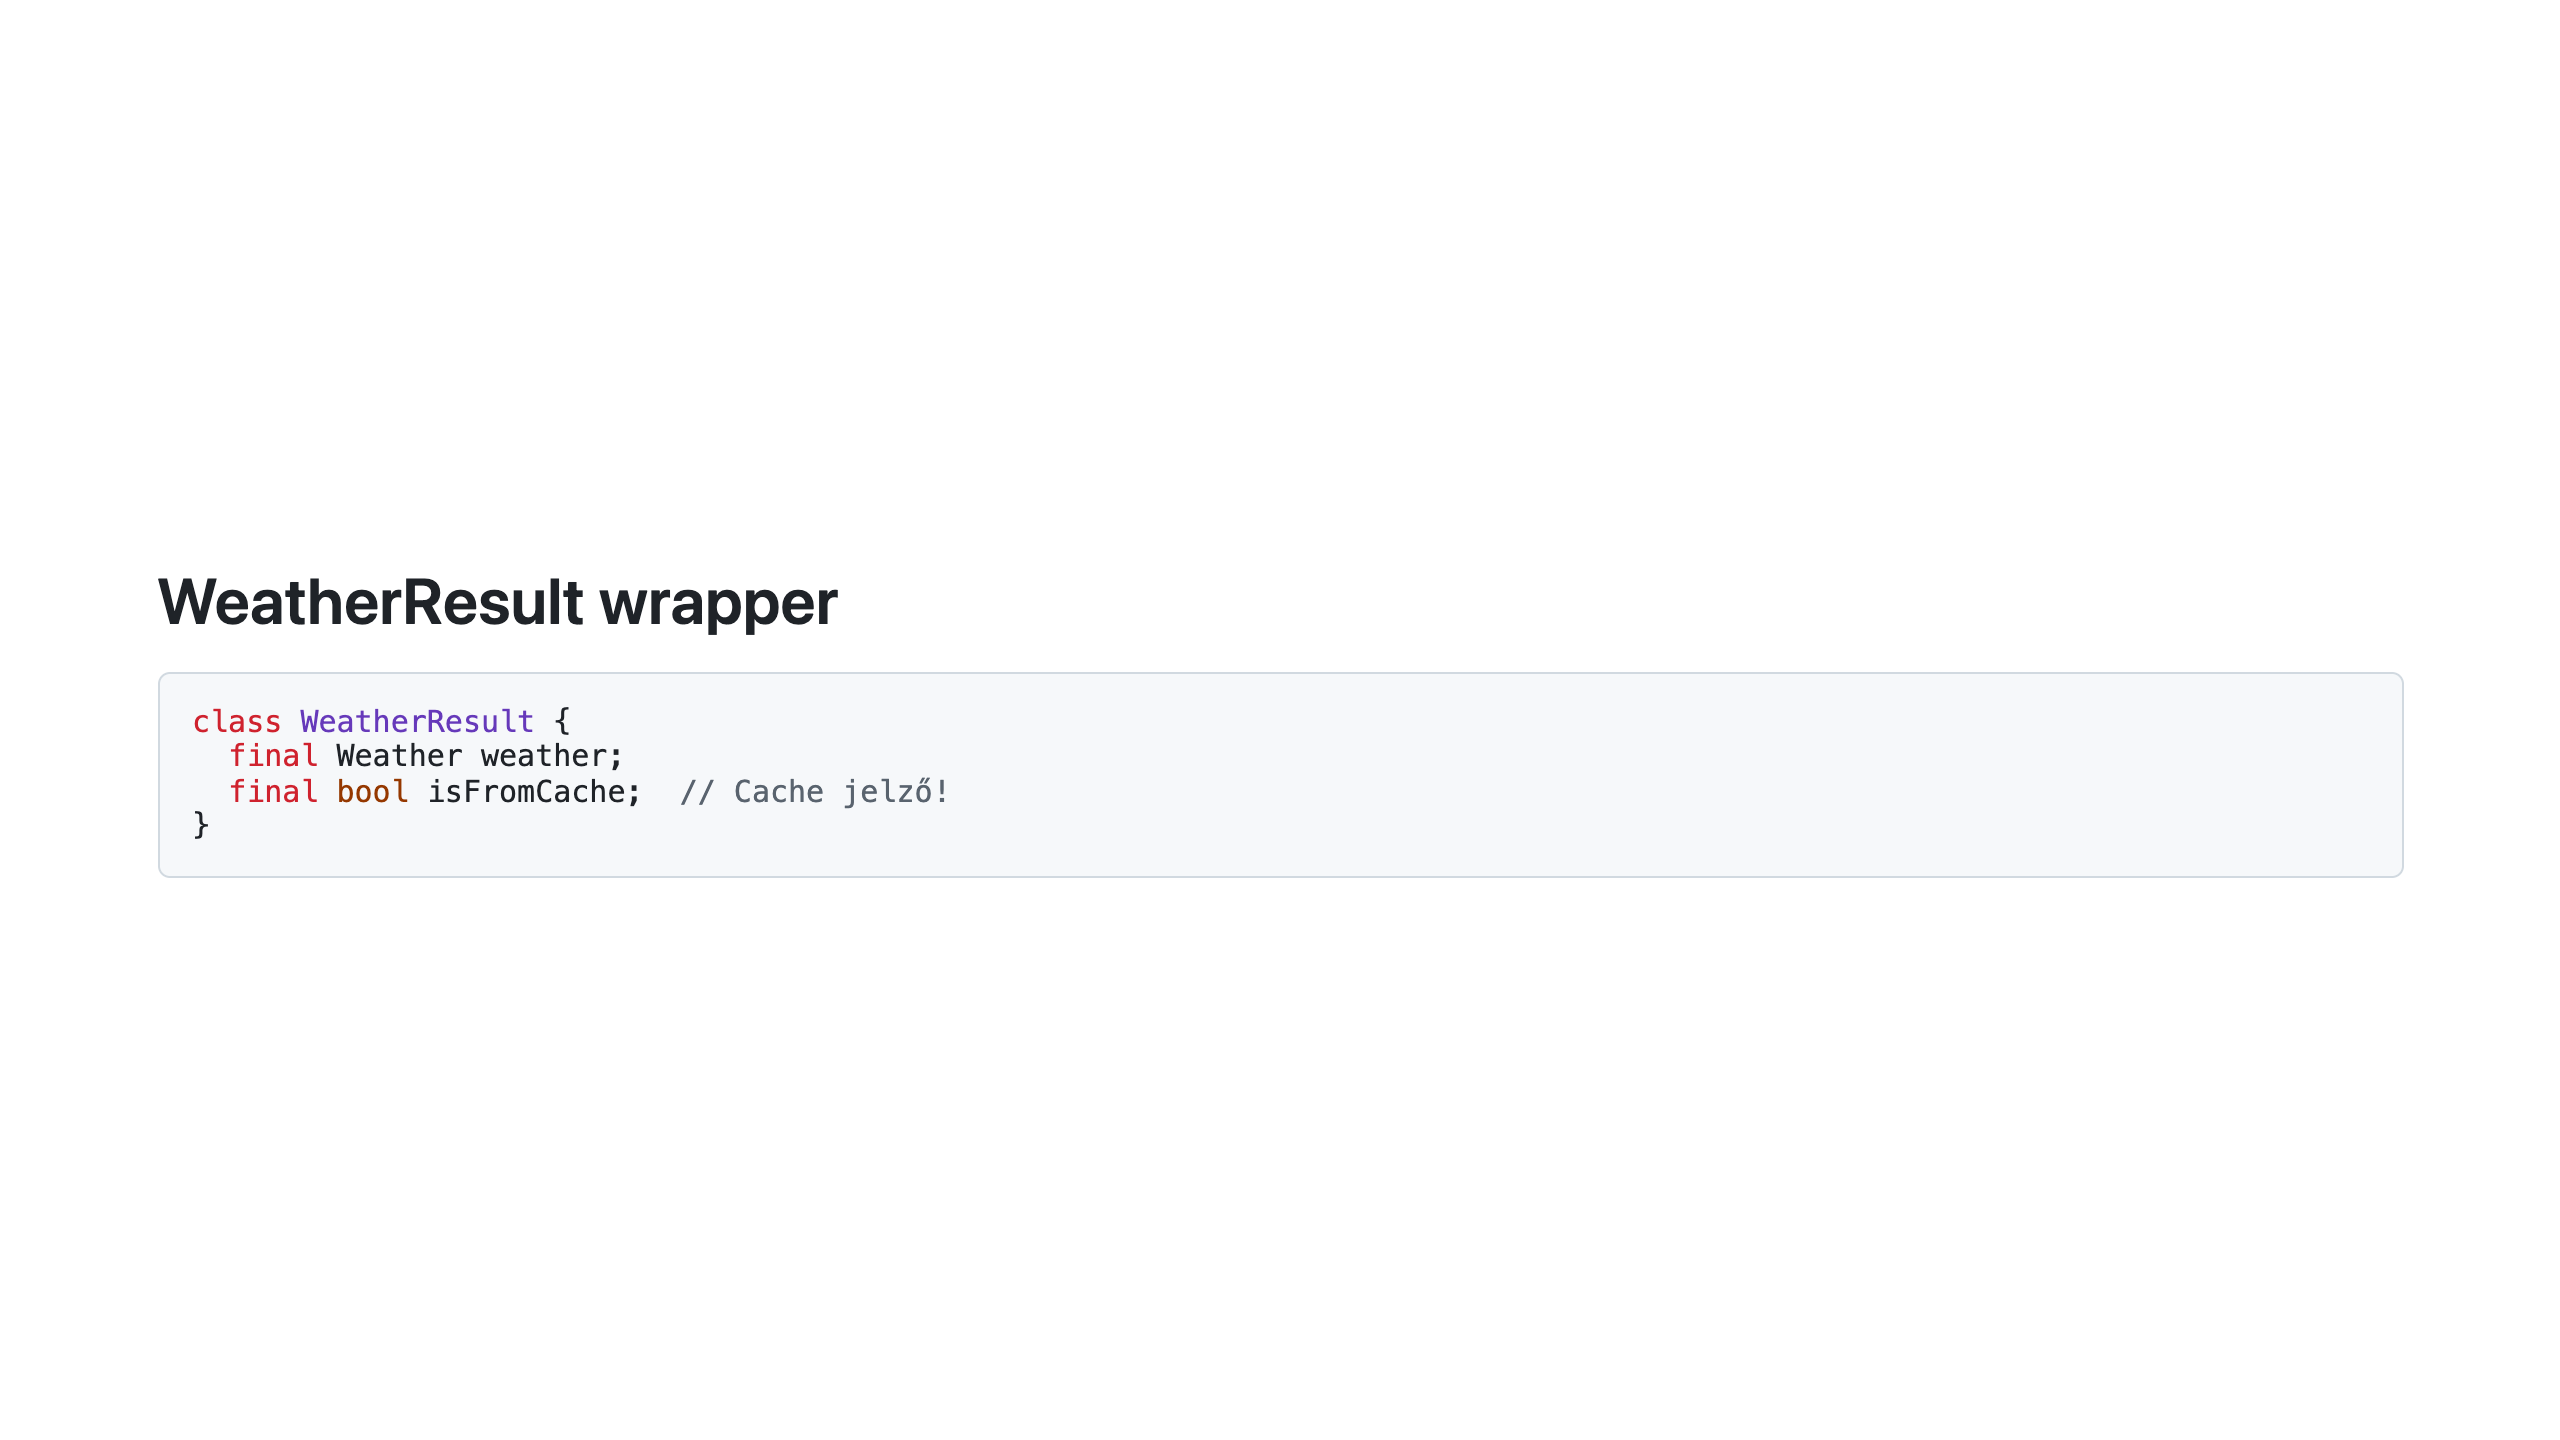 WeatherResult wrapper
class WeatherResult {
  final Weather weather;
  final bool isFromCache;  // Cache jelző!
}